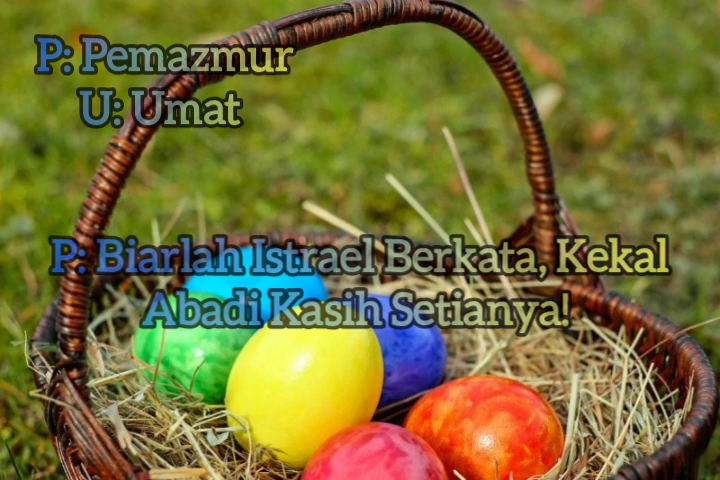 P: Pemazmur
U: Umat
P: Biarlah Istrael Berkata, Kekal
Abadi Kasih Setianya!